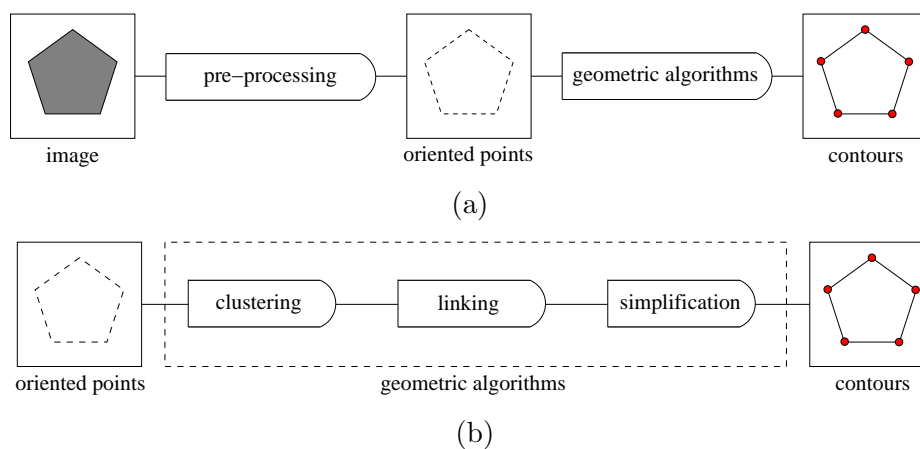 pre−processing
geometric algorithms
image
oriented points
contours
(a)
clustering
linking
simplification
oriented points
geometric algorithms
contours
(b)